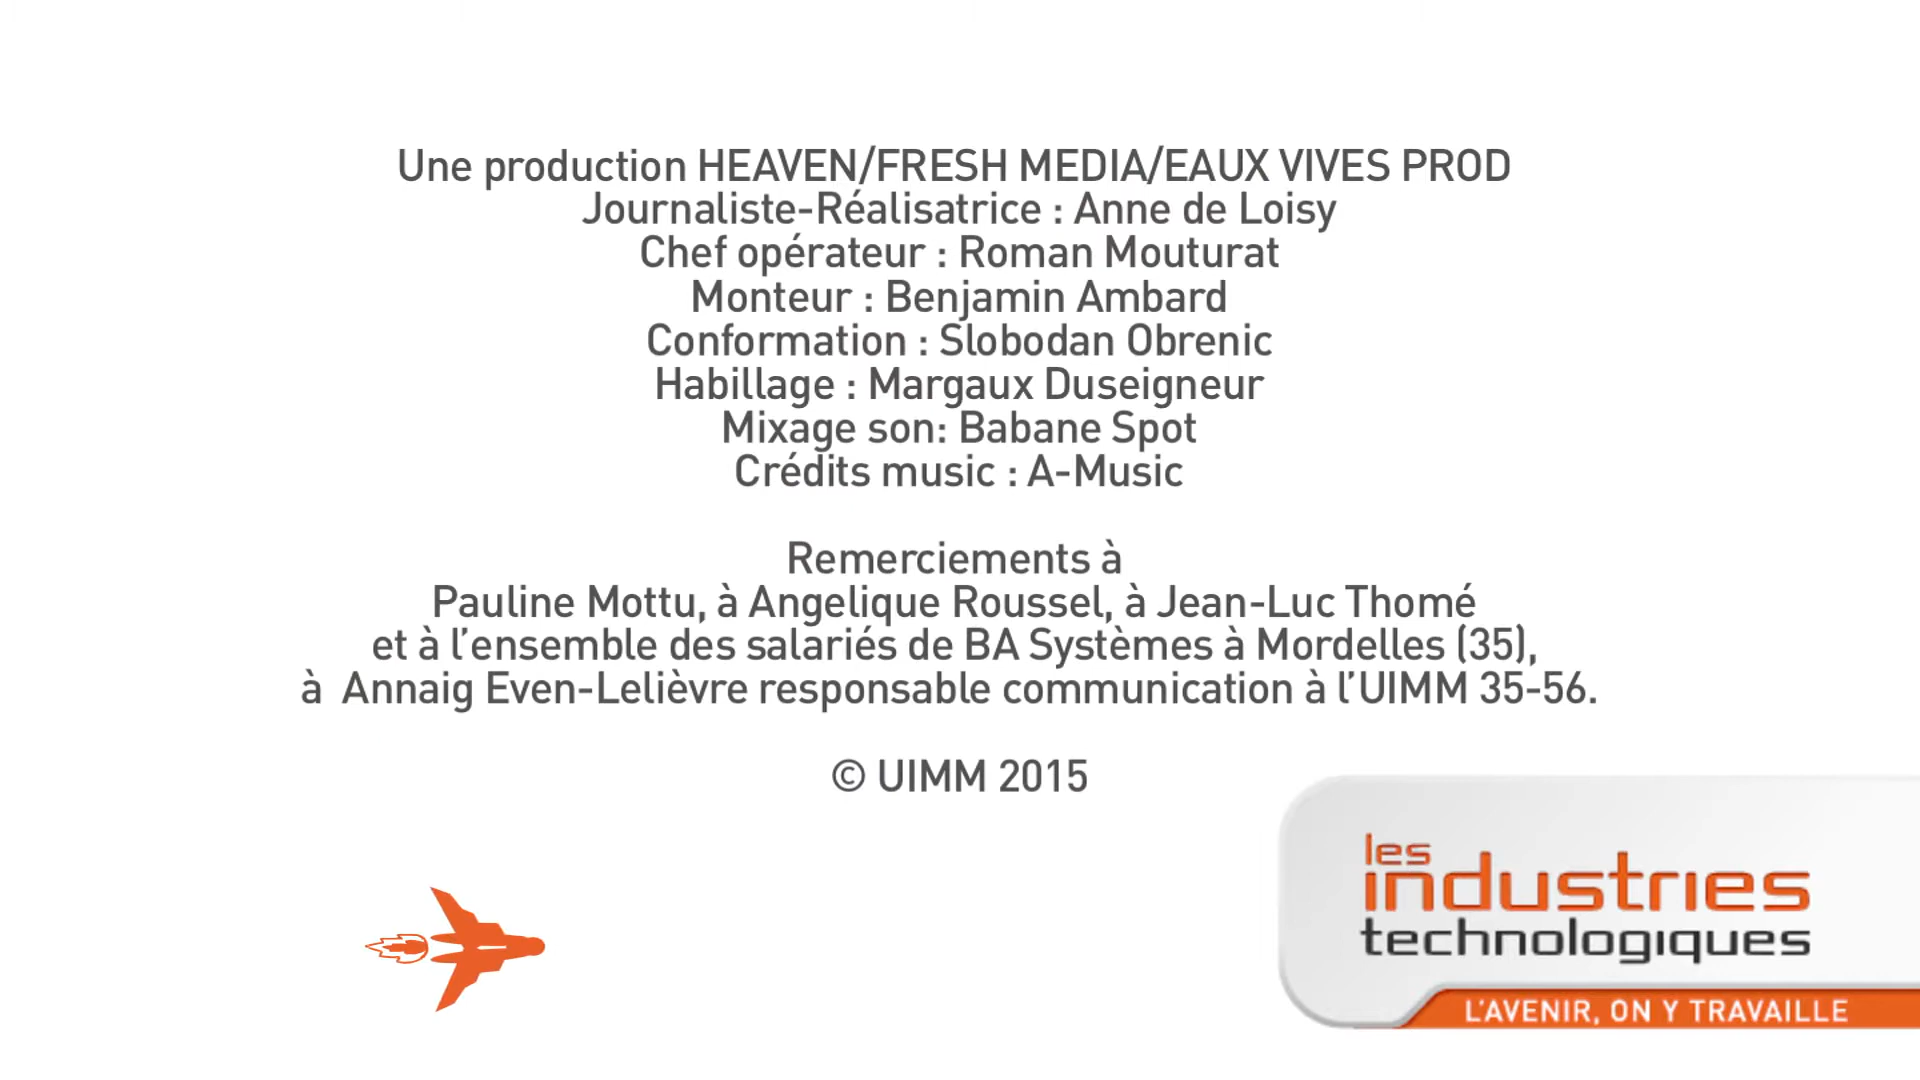 Une production HEAVEN/FRESH MEDIA/EAUX VIVES PROD
Journaliste-Réalisatrice : Anne de Loisy
Chef opérateur : Roman Mouturat
Monteur : Benjamin Ambard
Conformation : Slobodan Obrenic
Habillage : Margaux Duseigneur
Mixage son: Babane Spot
Crédits music : A-Music
Remerciements à
Pauline Mottu, à Angelique Roussel, à Jean-Luc Thomé
et à l’ensemble des salariés de BA Systèmes à Mordelles (35),
à Annaig Even-Lelièvre responsable communication à l’UIMM 35-56.
© UIMM 2015
les
industries
technologiques
L'AVENIR, ON Y TRAVAILLE